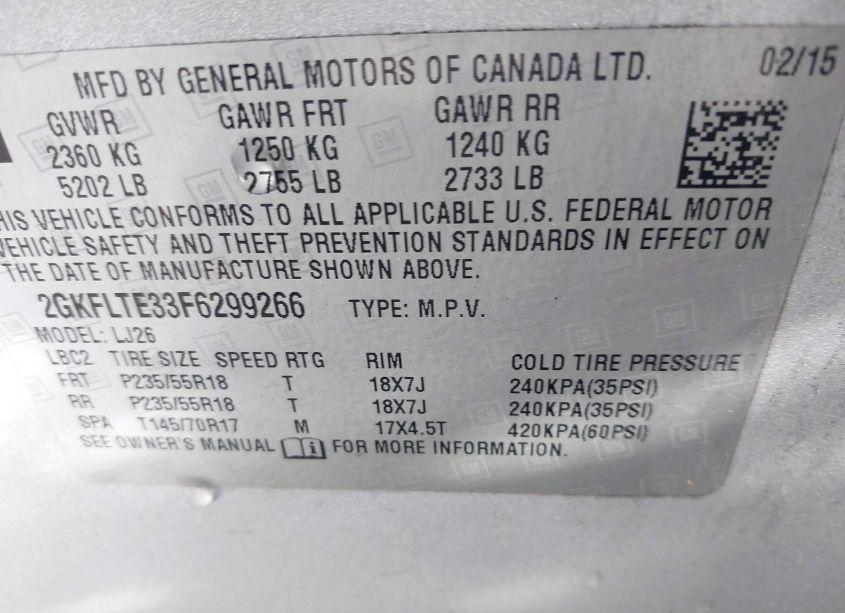 MFD BY GENERAL MOTORS OF CANADA LTD. 02/15
GVWR GAWR FRT GAWR RR
2360 KG 1250 KG 1240 KG
5202 LB 2755 LB 2733 LB
HIS VEHICLE CONFORMS TO ALL APPLICABLE U.S. FEDERAL MOTOR
VEHICLE SAFETY AND THEFT PREVENTION STANDARDS IN EFFECT ON
THE DATE OF MANUFACTURE SHOWN ABOVE.
2GKFLTE33F6299266 TYPE: M.P.V.
MODEL: LJ26
LBC2 TIRE SIZE SPEED RTG RIM COLD TIRE PRESSURE
FRT P235/55R18 T 18X7J 240KPA(35PSI)
RR P235/55R18 T 18X7J 240KPA(35PSI)
SPA T145/70R17 M 17X4.5T 420KPA(60PSI)
SEE OWNER'S MANUAL i FOR MORE INFORMATION.